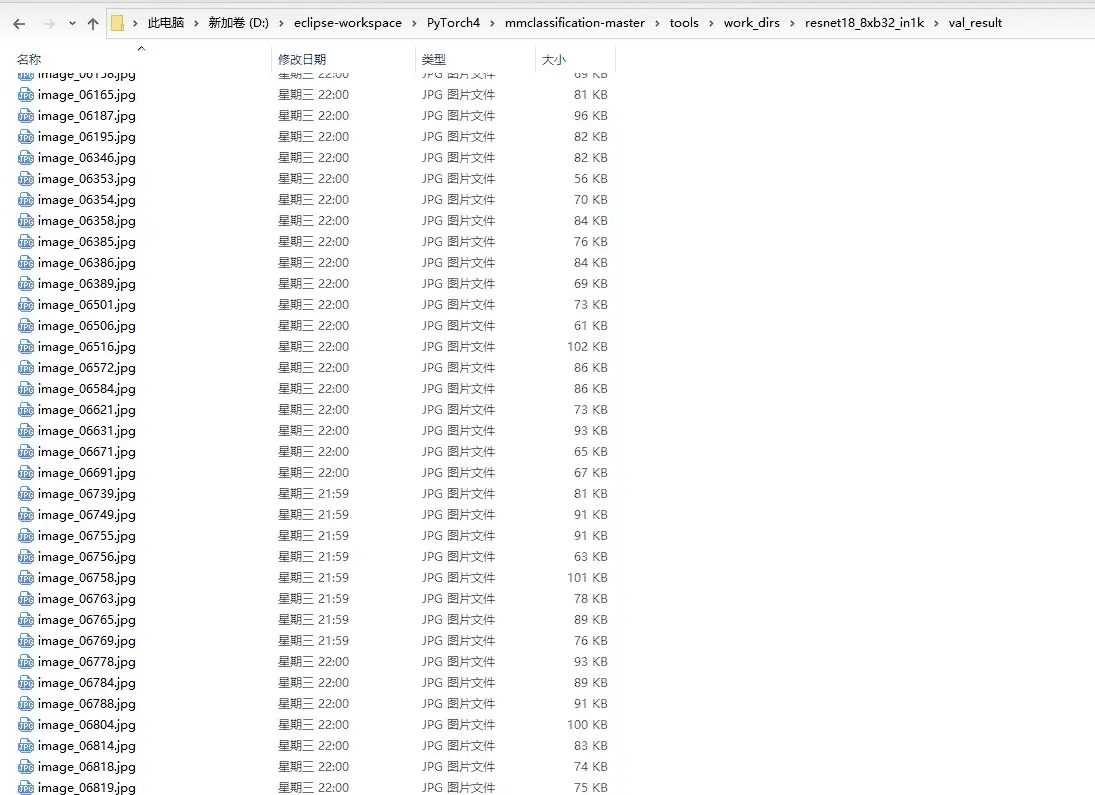 此电脑 › 新加卷 (D:) › eclipse-workspace › PyTorch4 › mmclassification-master › tools › work_dirs › resnet18_8xb32_in1k › val_result
名称 修改日期 类型 大小
image_06158.jpg 星期三 22:00 JPG 图片文件 69 KB
image_06165.jpg 星期三 22:00 JPG 图片文件 81 KB
image_06187.jpg 星期三 22:00 JPG 图片文件 96 KB
image_06195.jpg 星期三 22:00 JPG 图片文件 82 KB
image_06346.jpg 星期三 22:00 JPG 图片文件 82 KB
image_06353.jpg 星期三 22:00 JPG 图片文件 56 KB
image_06354.jpg 星期三 22:00 JPG 图片文件 70 KB
image_06358.jpg 星期三 22:00 JPG 图片文件 84 KB
image_06385.jpg 星期三 22:00 JPG 图片文件 76 KB
image_06386.jpg 星期三 22:00 JPG 图片文件 84 KB
image_06389.jpg 星期三 22:00 JPG 图片文件 69 KB
image_06501.jpg 星期三 22:00 JPG 图片文件 73 KB
image_06506.jpg 星期三 22:00 JPG 图片文件 61 KB
image_06516.jpg 星期三 22:00 JPG 图片文件 102 KB
image_06572.jpg 星期三 22:00 JPG 图片文件 86 KB
image_06584.jpg 星期三 22:00 JPG 图片文件 86 KB
image_06621.jpg 星期三 22:00 JPG 图片文件 73 KB
image_06631.jpg 星期三 22:00 JPG 图片文件 93 KB
image_06671.jpg 星期三 22:00 JPG 图片文件 65 KB
image_06691.jpg 星期三 22:00 JPG 图片文件 67 KB
image_06739.jpg 星期三 21:59 JPG 图片文件 81 KB
image_06749.jpg 星期三 21:59 JPG 图片文件 91 KB
image_06755.jpg 星期三 21:59 JPG 图片文件 91 KB
image_06756.jpg 星期三 21:59 JPG 图片文件 63 KB
image_06758.jpg 星期三 21:59 JPG 图片文件 101 KB
image_06763.jpg 星期三 21:59 JPG 图片文件 78 KB
image_06765.jpg 星期三 21:59 JPG 图片文件 89 KB
image_06769.jpg 星期三 21:59 JPG 图片文件 76 KB
image_06778.jpg 星期三 22:00 JPG 图片文件 93 KB
image_06784.jpg 星期三 22:00 JPG 图片文件 89 KB
image_06788.jpg 星期三 22:00 JPG 图片文件 91 KB
image_06804.jpg 星期三 22:00 JPG 图片文件 100 KB
image_06814.jpg 星期三 22:00 JPG 图片文件 83 KB
image_06818.jpg 星期三 22:00 JPG 图片文件 74 KB
image_06819.jpg 星期三 22:00 JPG 图片文件 75 KB